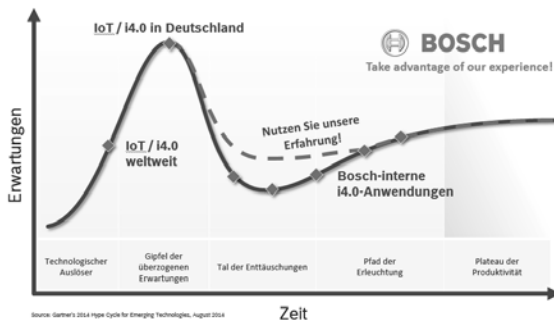 IoT / i4.0 in Deutschland
BOSCH
Take advantage of our experience!
Erwartungen
Nutzen Sie unsere
Erfahrung!
IoT / i4.0
weltweit
Bosch-interne
i4.0-Anwendungen
Technologischer
Auslöser
Gipfel der
überzogenen
Erwartungen
Tal der Enttäuschungen
Pfad der
Erleuchtung
Plateau der
Produktivität
Source: Gartner's 2014 Hype Cycle for Emerging Technologies, August 2014
Zeit